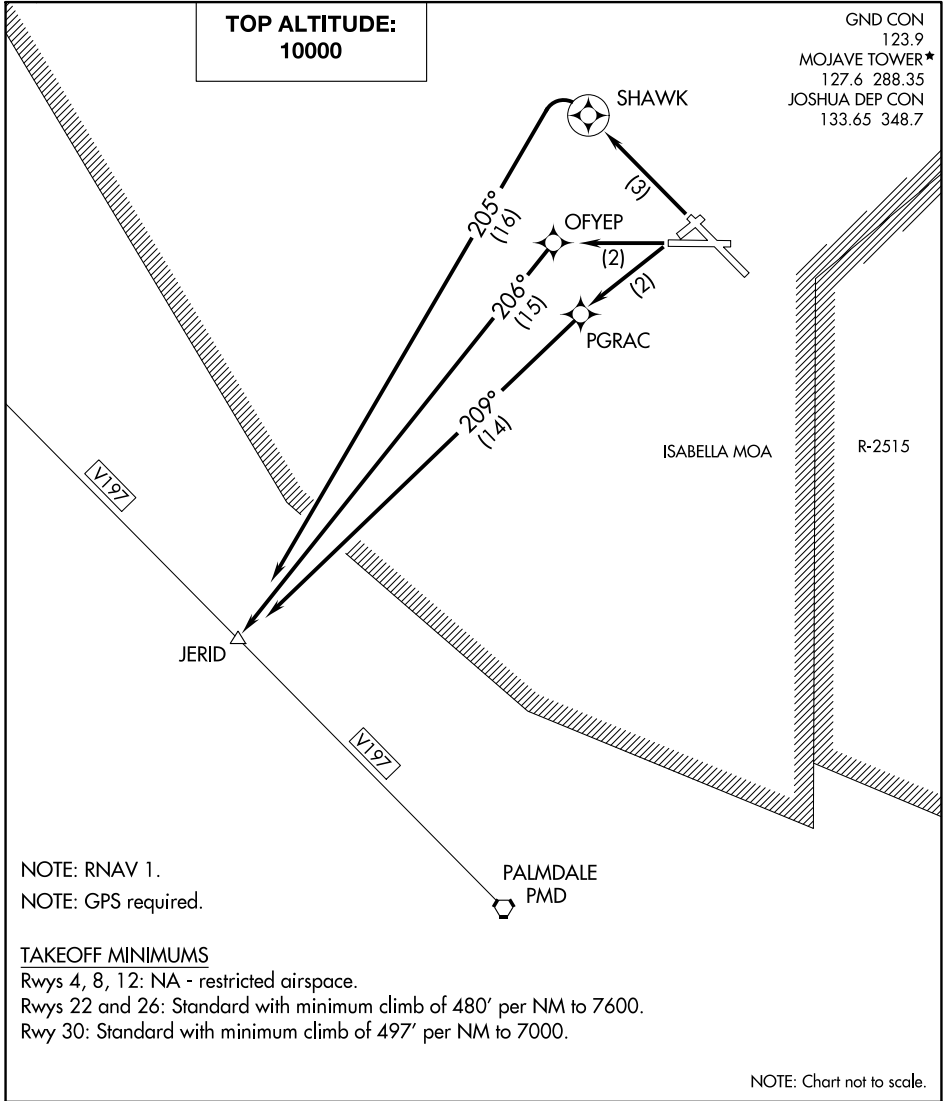 TOP ALTITUDE:
10000
GND CON
123.9
MOJAVE TOWER★
127.6 288.35
JOSHUA DEP CON
133.65 348.7
SHAWK
(3)
205°
(16)
OFYEP
(2)
206°
(15)
(2)
PGRAC
209°
(14)
ISABELLA MOA
R-2515
V197
JERID
V197
PALMDALE
PMD
NOTE: RNAV 1.
NOTE: GPS required.
TAKEOFF MINIMUMS
Rwys 4, 8, 12: NA - restricted airspace.
Rwys 22 and 26: Standard with minimum climb of 480' per NM to 7600.
Rwy 30: Standard with minimum climb of 497' per NM to 7000.
NOTE: Chart not to scale.